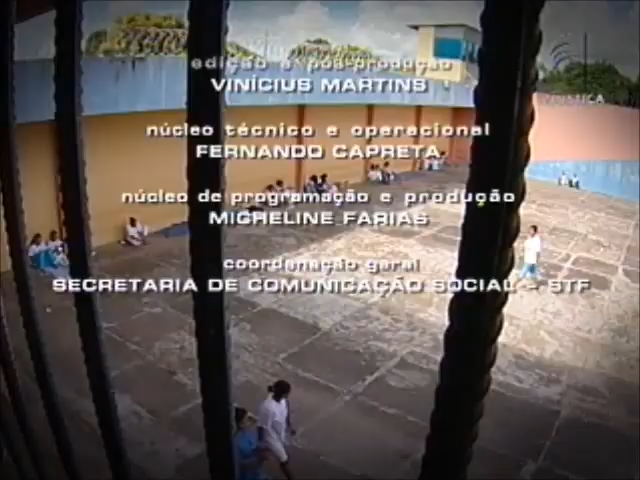 edição e pós-produção
VINÍCIUS MARTINS
núcleo técnico e operacional
FERNANDO CAPRETA
núcleo de programação e produção
MICHELINE FARIAS
coordenação geral
SECRETARIA DE COMUNICAÇÃO SOCIAL - STF